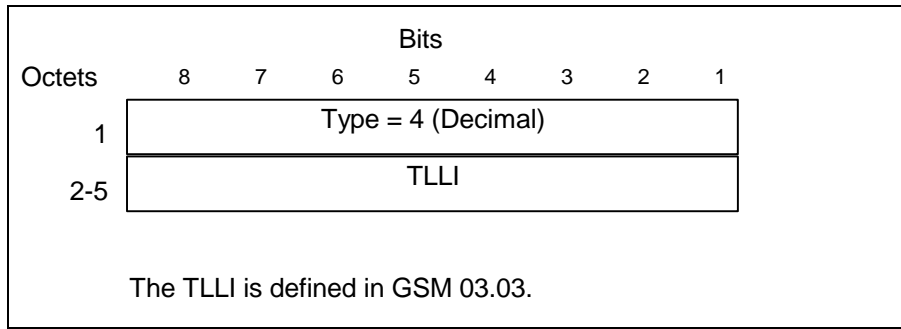 Bits
Octets 8 7 6 5 4 3 2 1
1 Type = 4 (Decimal)
2-5 TLLI
The TLLI is defined in GSM 03.03.